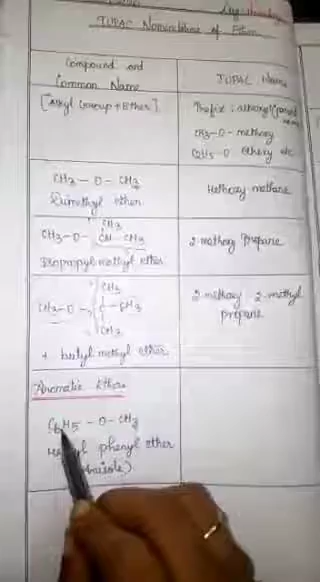 IUPAC Nomenclature of Ethers
Compound and
Common Name
IUPAC Name
[Alkyl Group + Ether]
Prefix : alkoxy
CH3-O- methoxy
C2H5-O ethoxy etc
CH3 - O - CH3
Dimethyl ether
Methoxy methane
CH3
CH3-O- CH-CH3
Isopropyl methyl ether
2-methoxy Propane
CH3
CH3-O - C - CH3
CH3
t butyl methyl ether
2-methoxy 2-methyl
propane
Aromatic Ethers
C6H5 - O - CH3
phenyl ether